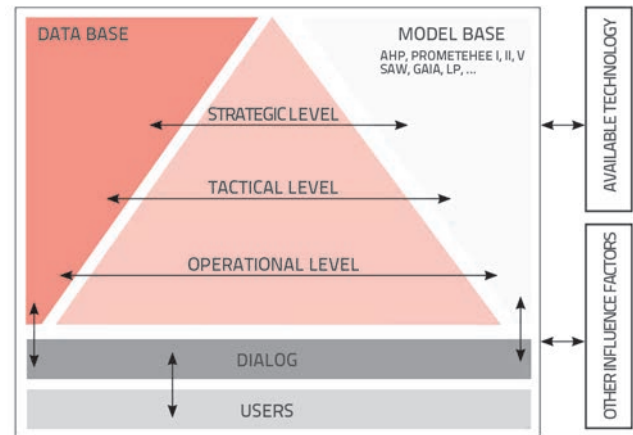 DATA BASE
MODEL BASE
AHP, PROMETEHEE I, II, V
SAW, GAIA, LP, ...
STRATEGIC LEVEL
TACTICAL LEVEL
OPERATIONAL LEVEL
DIALOG
USERS
AVAILABLE TECHNOLOGY
OTHER INFLUENCE FACTORS